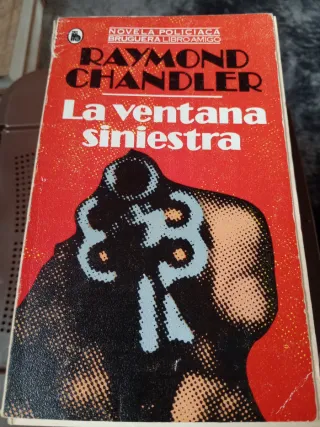 NOVELA POLICIACA
BRUGUERA LIBRO AMIGO
RAYMOND
CHANDLER
La ventana
siniestra